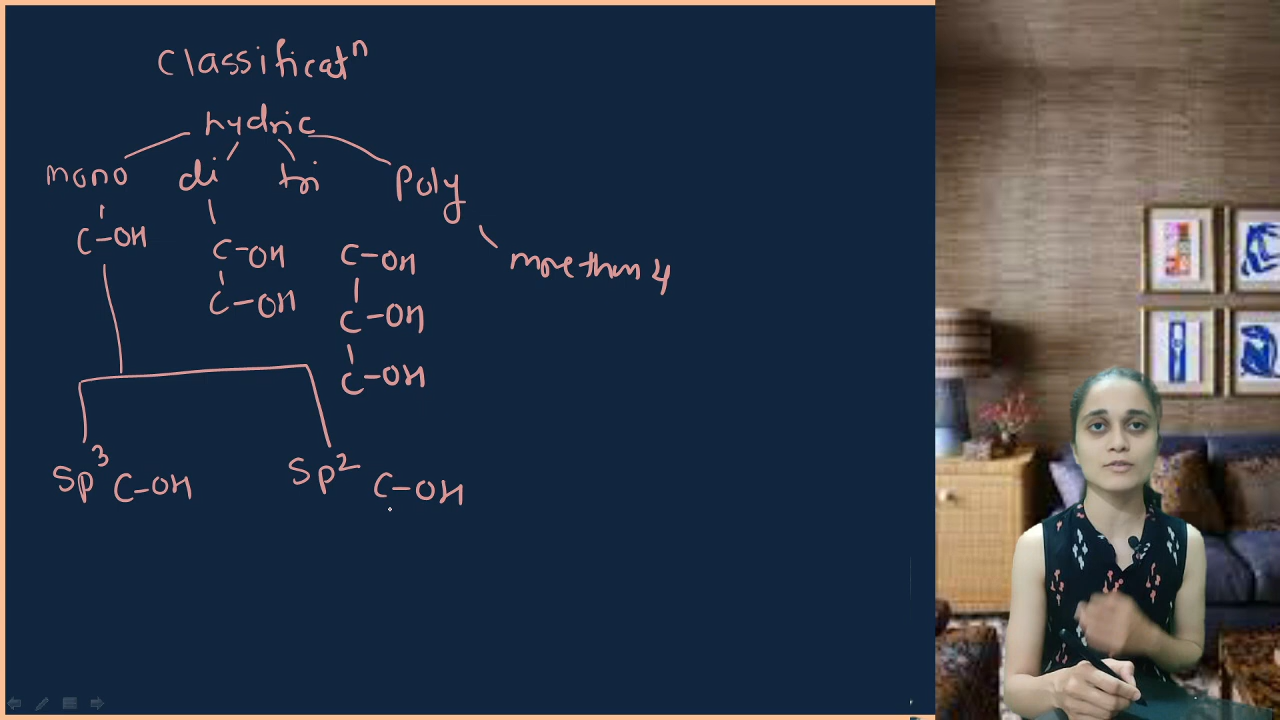 Classificatⁿ
hydric
mono di tri Poly
C-OH
C-OH
C-OH
C-OH
C-OH
C-OH
more than 4
Sp³ C-OH
Sp² C-OH